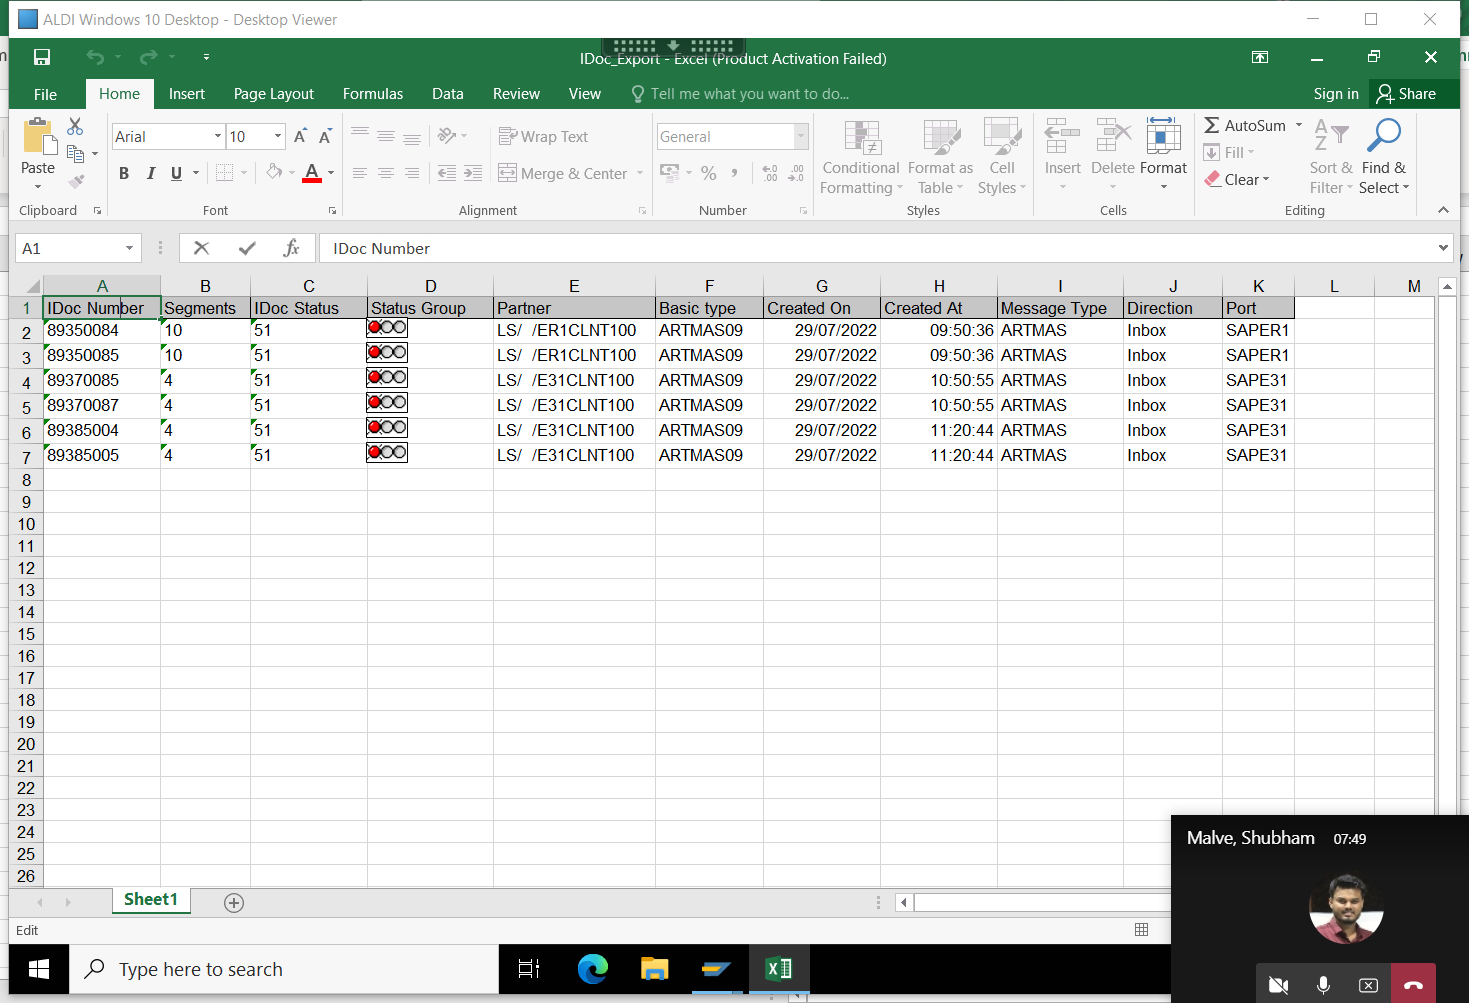 ALDI Windows 10 Desktop - Desktop Viewer
IDoc_Export - Excel (Product Activation Failed)
File Home Insert Page Layout Formulas Data Review View Tell me what you want to do... Sign in Share
Paste Arial 10 A A Wrap Text General Σ AutoSum
B I U A Merge & Center % , Conditional Formatting Format as Table Cell Styles Insert Delete Format Fill Clear Sort & Filter Find & Select
Clipboard Font Alignment Number Styles Cells Editing
A1 fx IDoc Number
A B C D E F G H I J K L M
1 IDoc Number Segments IDoc Status Status Group Partner Basic type Created On Created At Message Type Direction Port
2 89350084 10 51 LS/ /ER1CLNT100 ARTMAS09 29/07/2022 09:50:36 ARTMAS Inbox SAPER1
3 89350085 10 51 LS/ /ER1CLNT100 ARTMAS09 29/07/2022 09:50:36 ARTMAS Inbox SAPER1
4 89370085 4 51 LS/ /E31CLNT100 ARTMAS09 29/07/2022 10:50:55 ARTMAS Inbox SAPE31
5 89370087 4 51 LS/ /E31CLNT100 ARTMAS09 29/07/2022 10:50:55 ARTMAS Inbox SAPE31
6 89385004 4 51 LS/ /E31CLNT100 ARTMAS09 29/07/2022 11:20:44 ARTMAS Inbox SAPE31
7 89385005 4 51 LS/ /E31CLNT100 ARTMAS09 29/07/2022 11:20:44 ARTMAS Inbox SAPE31
8
9
10
11
12
13
14
15
16
17
18
19
20
21
22
23
24
25
26
Malve, Shubham 07:49
Sheet1
Edit
Type here to search